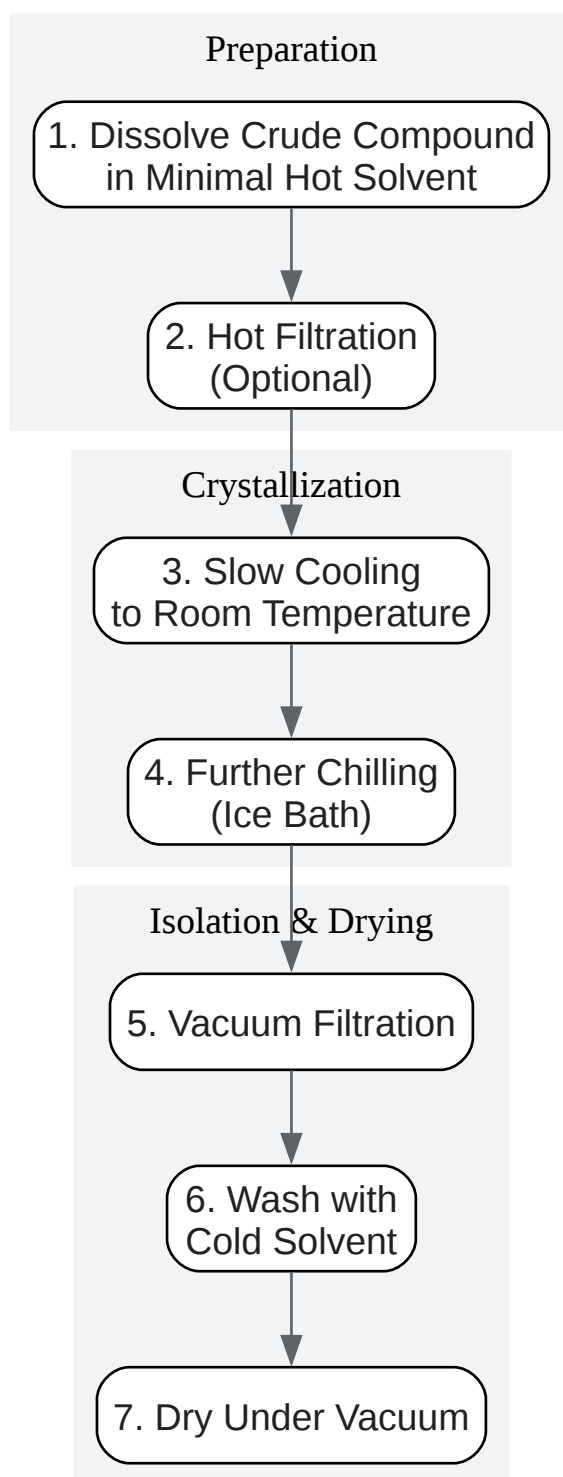 Preparation
1. Dissolve Crude Compound
in Minimal Hot Solvent
2. Hot Filtration
(Optional)
Crystallization
3. Slow Cooling
to Room Temperature
4. Further Chilling
(Ice Bath)
Isolation & Drying
5. Vacuum Filtration
6. Wash with
Cold Solvent
7. Dry Under Vacuum